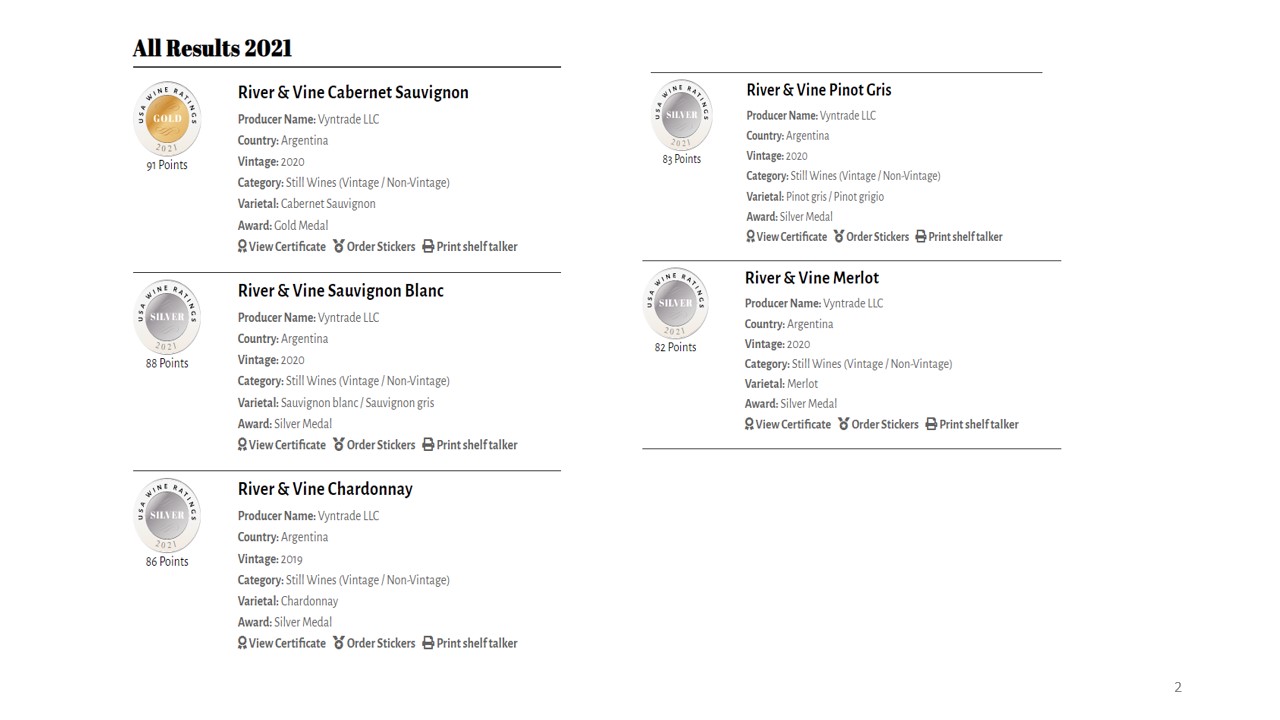 All Results 2021
USA WINE RATINGS
GOLD
2021
91 Points
River & Vine Cabernet Sauvignon
Producer Name: Vyntrade LLC
Country: Argentina
Vintage: 2020
Category: Still Wines (Vintage / Non-Vintage)
Varietal: Cabernet Sauvignon
Award: Gold Medal
View Certificate Order Stickers Print shelf talker
USA WINE RATINGS
SILVER
2021
88 Points
River & Vine Sauvignon Blanc
Producer Name: Vyntrade LLC
Country: Argentina
Vintage: 2020
Category: Still Wines (Vintage / Non-Vintage)
Varietal: Sauvignon blanc / Sauvignon gris
Award: Silver Medal
View Certificate Order Stickers Print shelf talker
USA WINE RATINGS
SILVER
2021
86 Points
River & Vine Chardonnay
Producer Name: Vyntrade LLC
Country: Argentina
Vintage: 2019
Category: Still Wines (Vintage / Non-Vintage)
Varietal: Chardonnay
Award: Silver Medal
View Certificate Order Stickers Print shelf talker
USA WINE RATINGS
SILVER
2021
83 Points
River & Vine Pinot Gris
Producer Name: Vyntrade LLC
Country: Argentina
Vintage: 2020
Category: Still Wines (Vintage / Non-Vintage)
Varietal: Pinot gris / Pinot grigio
Award: Silver Medal
View Certificate Order Stickers Print shelf talker
USA WINE RATINGS
SILVER
2021
82 Points
River & Vine Merlot
Producer Name: Vyntrade LLC
Country: Argentina
Vintage: 2020
Category: Still Wines (Vintage / Non-Vintage)
Varietal: Merlot
Award: Silver Medal
View Certificate Order Stickers Print shelf talker
2